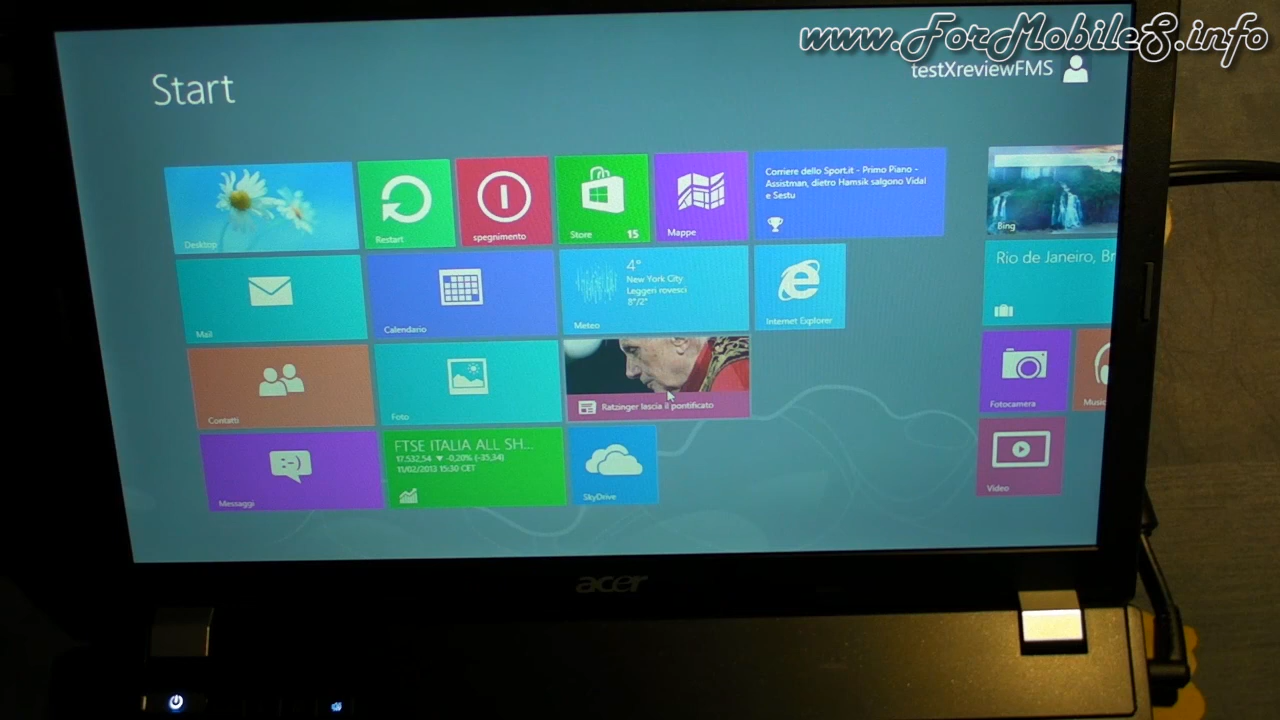 www.ForMobileS.info
Start
testXreviewFMS
Desktop
Restart
spegnimento
Store
15
Mappe
Corriere dello Sport.it - Primo Piano -
Assistman, dietro Hamsik salgono Vidal
e Sestu
Bing
Mail
Calendario
4°
New York City
Leggeri rovesci
8°/2°
Meteo
Internet Explorer
Rio de Janeiro, Br
Contatti
Foto
Ratzinger lascia il pontificato
Fotocamera
Music
Messaggi
FTSE ITALIA ALL SH...
17.532,54 ▼ -0,20% (-35,34)
11/02/2013 15:30 CET
SkyDrive
Video
acer